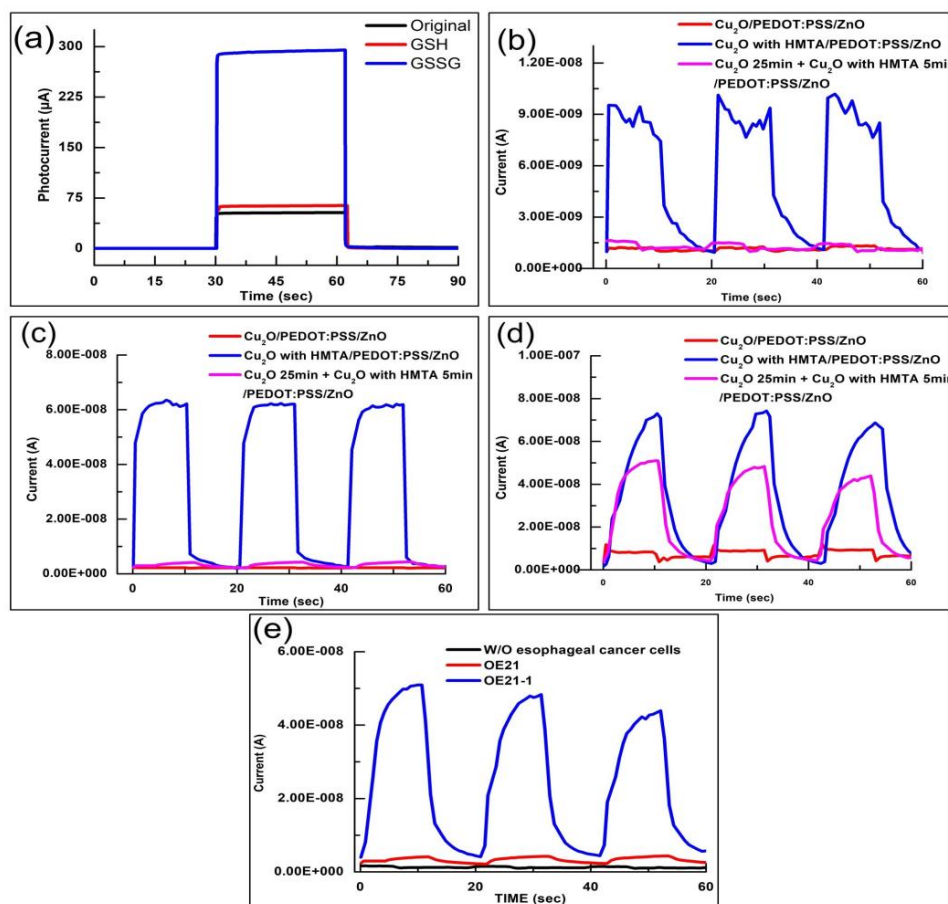 (a)
Original
GSH
GSSG
300
225
150
75
0
Photocurrent (µA)
0 15 30 45 60 75 90
Time (sec)
(b)
Cu2O/PEDOT:PSS/ZnO
Cu2O with HMTA/PEDOT:PSS/ZnO
Cu2O 25min + Cu2O with HMTA 5min
/PEDOT:PSS/ZnO
1.20E-008
9.00E-009
6.00E-009
3.00E-009
0.00E+000
Current (A)
0 20 40 60
Time (sec)
(c)
Cu2O/PEDOT:PSS/ZnO
Cu2O with HMTA/PEDOT:PSS/ZnO
Cu2O 25min + Cu2O with HMTA 5min
/PEDOT:PSS/ZnO
8.00E-008
6.00E-008
4.00E-008
2.00E-008
0.00E+000
Current (A)
0 20 40 60
Time (sec)
(d)
Cu2O/PEDOT:PSS/ZnO
Cu2O with HMTA/PEDOT:PSS/ZnO
Cu2O 25min + Cu2O with HMTA 5min
/PEDOT:PSS/ZnO
1.00E-007
8.00E-008
6.00E-008
4.00E-008
2.00E-008
0.00E+000
Current (A)
0 20 40 60
Time (sec)
(e)
W/O esophageal cancer cells
OE21
OE21-1
6.00E-008
4.00E-008
2.00E-008
0.00E+000
Current (A)
0 20 40 60
TIME (sec)